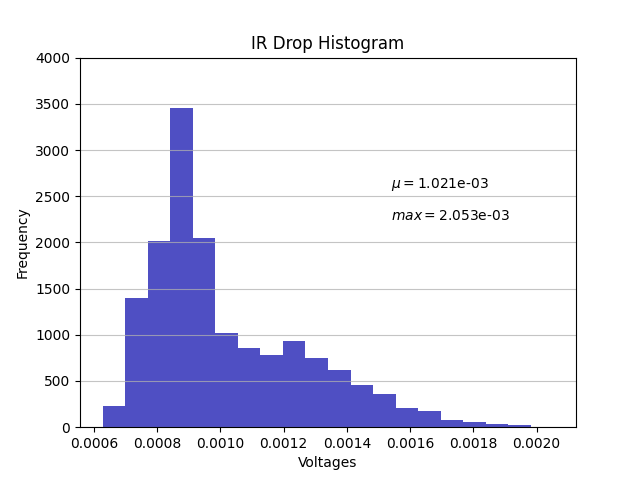 IR Drop Histogram
4000
3500
3000
2500
2000
1500
1000
500
0
Frequency
μ = 1.021e-03
max = 2.053e-03
0.0006 0.0008 0.0010 0.0012 0.0014 0.0016 0.0018 0.0020
Voltages